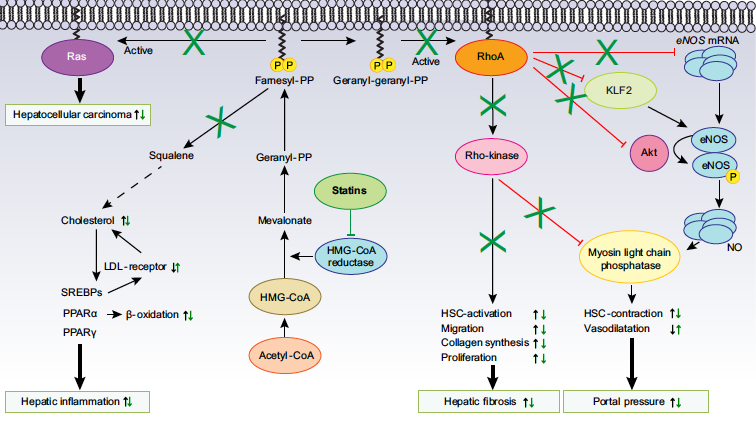 eNOS mRNA
Ras
Active
P P
P P
Active
RhoA
Farnesyl-PP
Geranyl-geranyl-PP
KLF2
Hepatocellular carcinoma ↑↓
eNOS
Squalene
Geranyl-PP
Rho-kinase
Akt
eNOS
P
Statins
Cholesterol ↑↓
Mevalonate
NO
HMG-CoA
reductase
Myosin light chain
phosphatase
LDL-receptor ↓↑
SREBPs
HMG-CoA
PPARα
β-oxidation ↑↓
PPARγ
HSC-activation ↑↓
Migration ↑↓
Collagen synthesis ↑↓
Proliferation ↑↓
HSC-contraction ↑↓
Vasodilatation ↓↑
Acetyl-CoA
Hepatic inflammation ↑↓
Hepatic fibrosis ↑↓
Portal pressure ↑↓